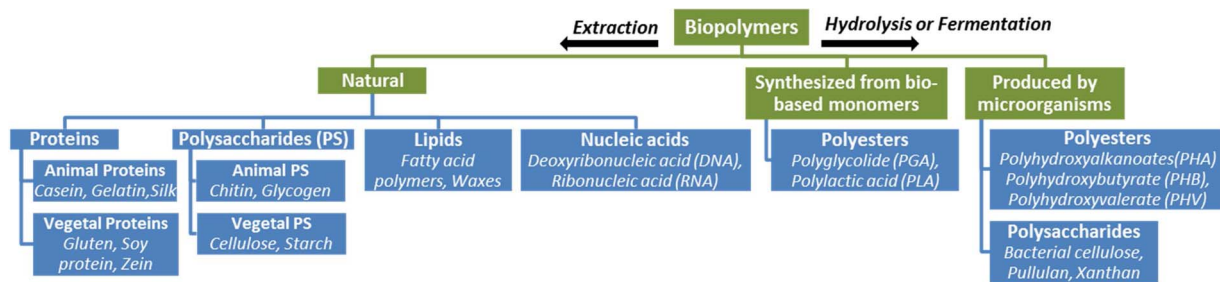 Extraction
Biopolymers
Hydrolysis or Fermentation
Natural
Synthesized from bio-
based monomers
Produced by
microorganisms
Proteins
Animal Proteins
Casein, Gelatin,Silk
Vegetal Proteins
Gluten, Soy
protein, Zein
Polysaccharides (PS)
Animal PS
Chitin, Glycogen
Vegetal PS
Cellulose, Starch
Lipids
Fatty acid
polymers, Waxes
Nucleic acids
Deoxyribonucleic acid (DNA),
Ribonucleic acid (RNA)
Polyesters
Polyglycolide (PGA),
Polylactic acid (PLA)
Polyesters
Polyhydroxyalkanoates(PHA)
Polyhydroxybutyrate (PHB),
Polyhydroxyvalerate (PHV)
Polysaccharides
Bacterial cellulose,
Pullulan, Xanthan